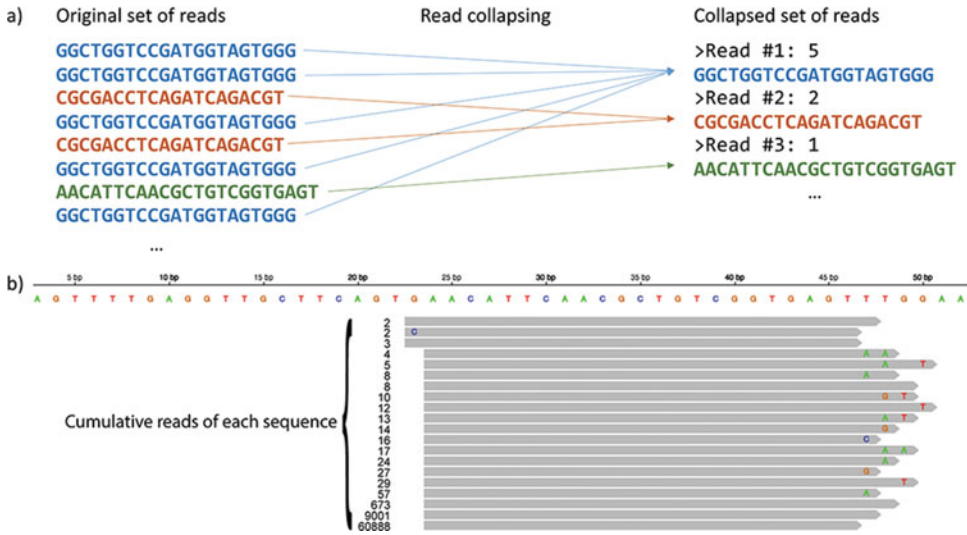 a)
Original set of reads
Read collapsing
Collapsed set of reads
GGCTGGTCCGATGGTAGTGGG
GGCTGGTCCGATGGTAGTGGG
CGCGACCTCAGATCAGACGT
GGCTGGTCCGATGGTAGTGGG
CGCGACCTCAGATCAGACGT
GGCTGGTCCGATGGTAGTGGG
AACATTCAACGCTGTCGGTGAGT
GGCTGGTCCGATGGTAGTGGG
...
>Read #1: 5
GGCTGGTCCGATGGTAGTGGG
>Read #2: 2
CGCGACCTCAGATCAGACGT
>Read #3: 1
AACATTCAACGCTGTCGGTGAGT
...
b)
5 bp 10 bp 15 bp 20 bp 25 bp 30 bp 35 bp 40 bp 45 bp 50 bp
A G T T T T G A G G T T G C T T C A G T G A A C A T T C A A C G C T G T C G G T G A G T T T G G A A
Cumulative reads of each sequence
2
2 C
3
4 A A
5 A T
8 A
8
10 G T
12 T
13 A T
14 G
16 C
17 A A
24 A
27 G
29 T
57 A
673
9001
60888